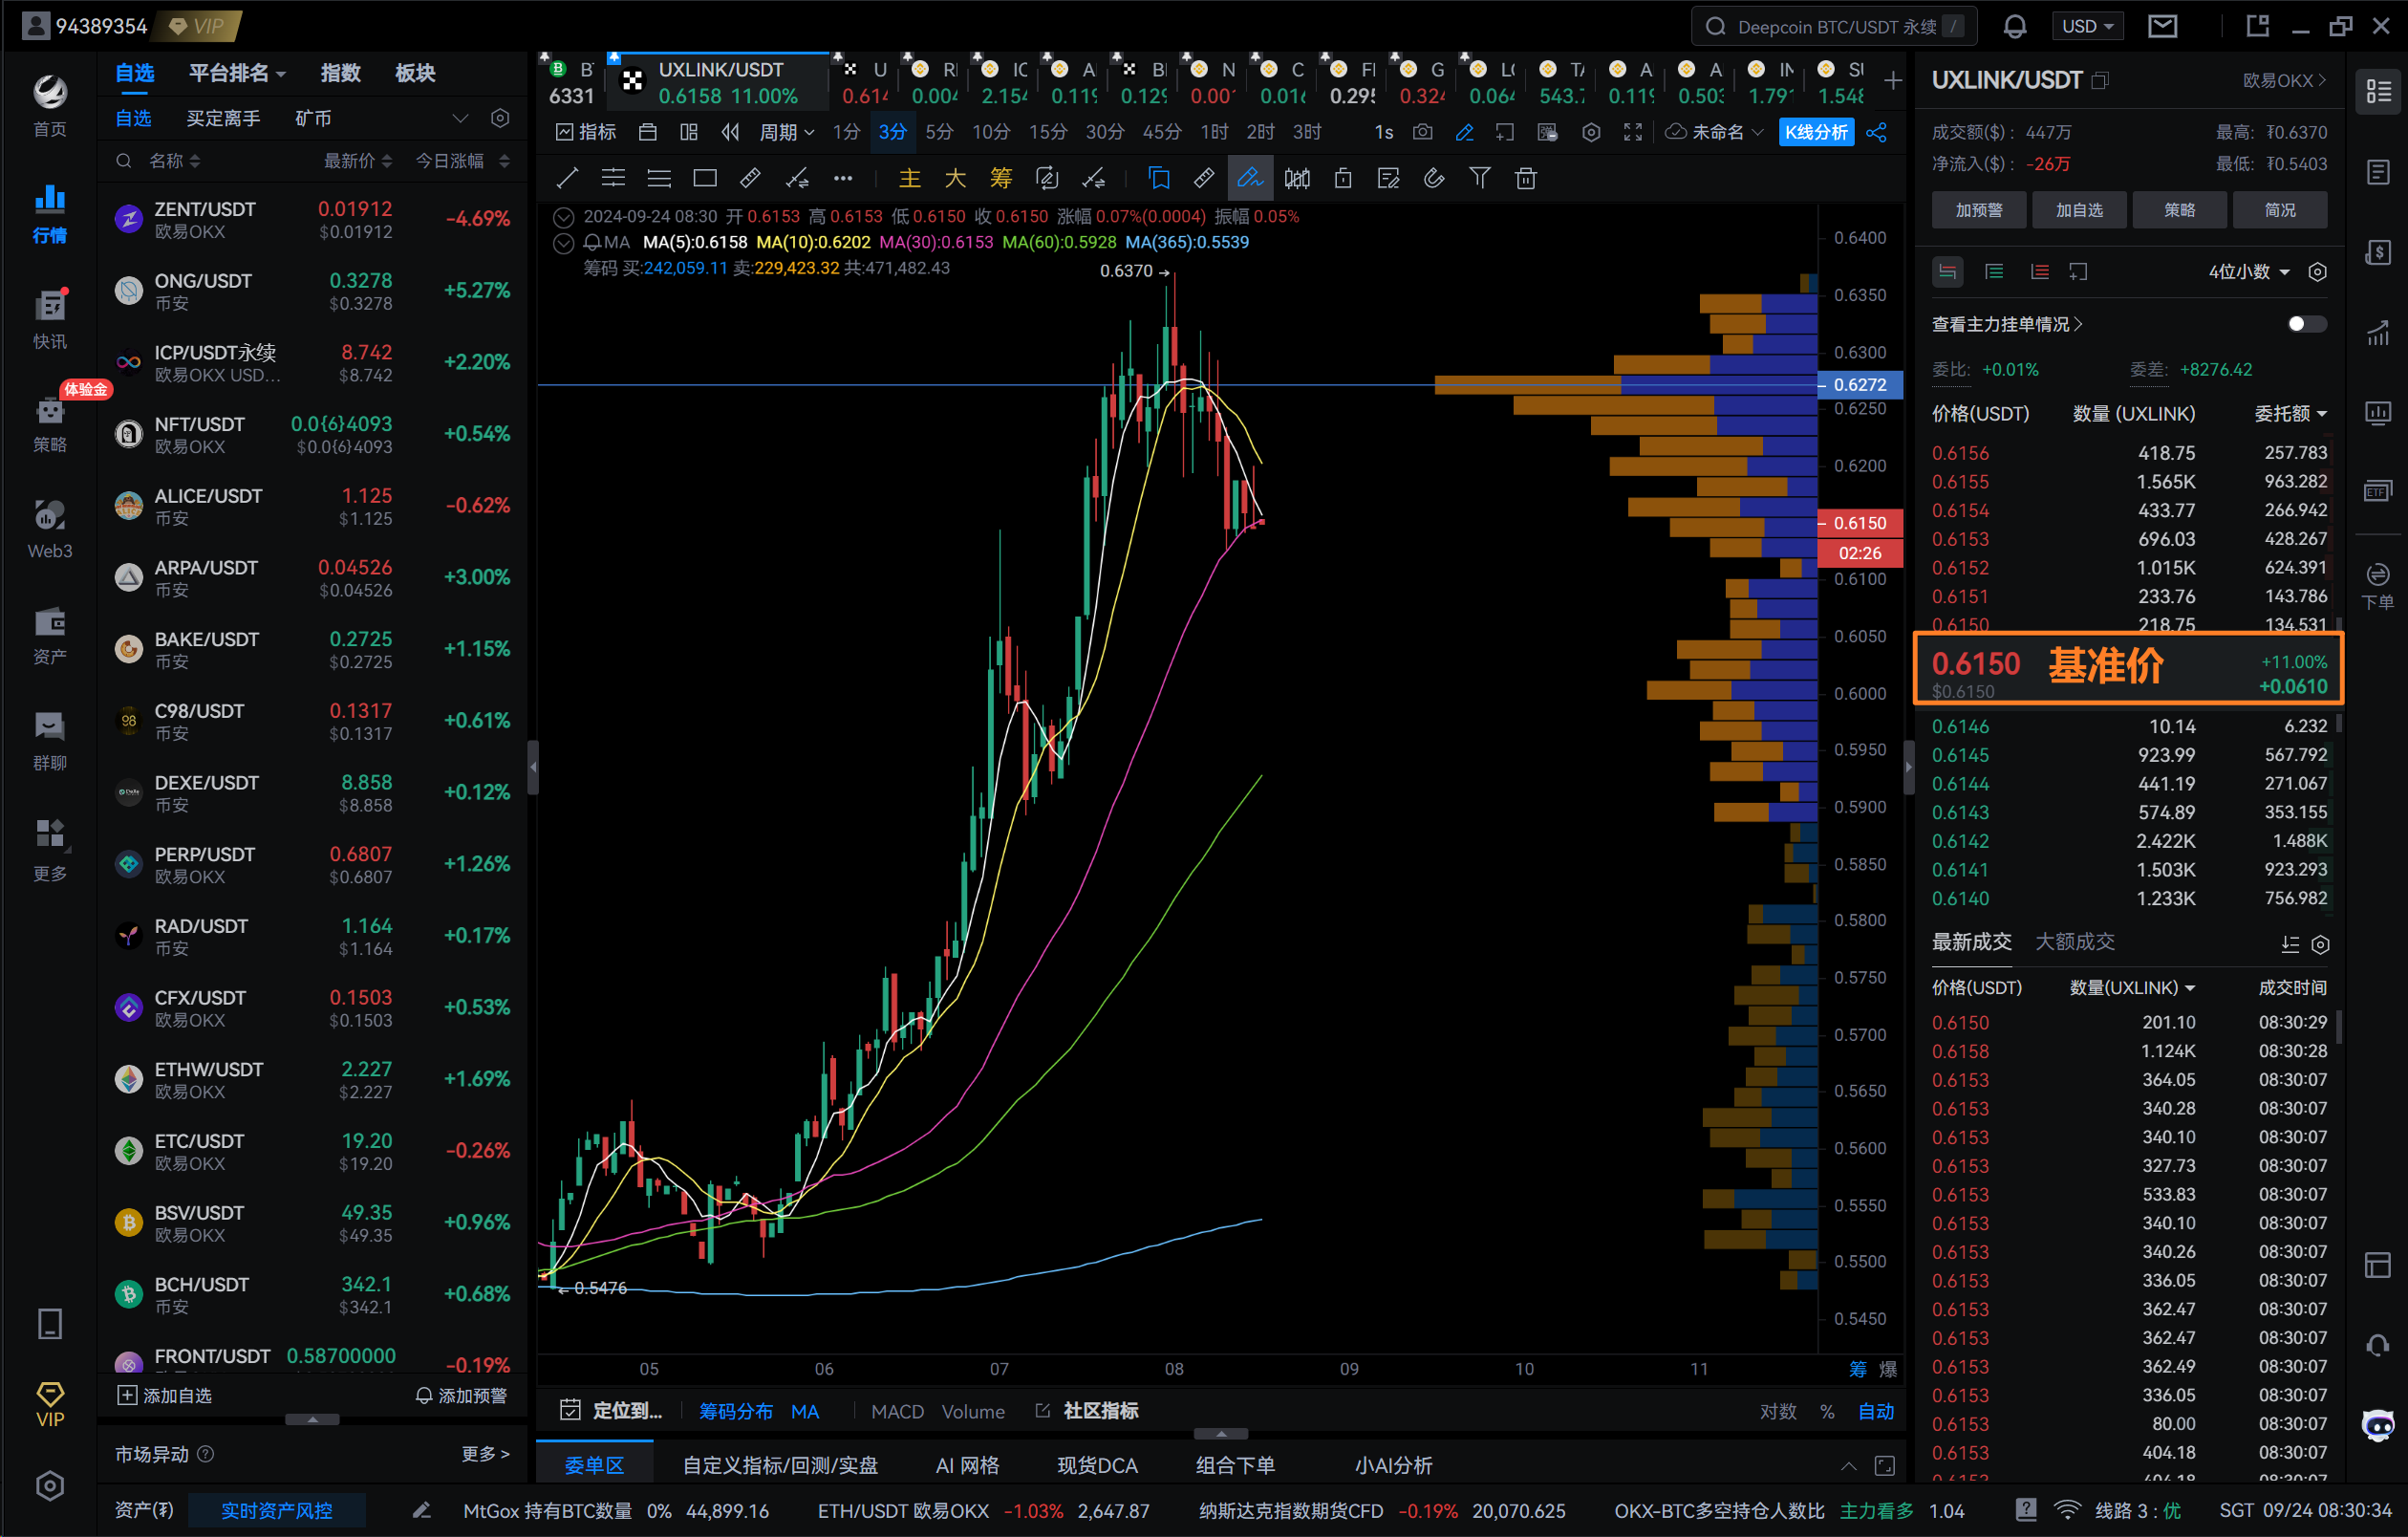 94389354 VIP
Deepcoin BTC/USDT 永续 /
USD
首页
行情
快讯
体验金
策略
Web3
资产
群聊
更多
VIP
自选 平台排名 指数 板块
自选 买定离手 矿币
名称 最新价 今日涨幅
ZENT/USDT 0.01912 -4.69%
欧易OKX $0.01912
ONG/USDT 0.3278 +5.27%
币安 $0.3278
ICP/USDT永续 8.742 +2.20%
欧易OKX USD... $8.742
NFT/USDT 0.0{6}4093 +0.54%
欧易OKX $0.0{6}4093
ALICE/USDT 1.125 -0.62%
币安 $1.125
ARPA/USDT 0.04526 +3.00%
币安 $0.04526
BAKE/USDT 0.2725 +1.15%
币安 $0.2725
C98/USDT 0.1317 +0.61%
币安 $0.1317
DEXE/USDT 8.858 +0.12%
币安 $8.858
PERP/USDT 0.6807 +1.26%
欧易OKX $0.6807
RAD/USDT 1.164 +0.17%
币安 $1.164
CFX/USDT 0.1503 +0.53%
欧易OKX $0.1503
ETHW/USDT 2.227 +1.69%
欧易OKX $2.227
ETC/USDT 19.20 -0.26%
欧易OKX $19.20
BSV/USDT 49.35 +0.96%
欧易OKX $49.35
BCH/USDT 342.1 +0.68%
币安 $342.1
FRONT/USDT 0.58700000 -0.19%
添加自选 添加预警
市场异动 更多 >
UXLINK/USDT
6331 0.6158 11.00% 0.614 0.004 2.154 0.119 0.129 0.001 0.016 0.295 0.324 0.064 543. 0.119 0.503 1.791 1.548
指标 周期 1分 3分 5分 10分 15分 30分 45分 1时 2时 3时 1s 未命名 K线分析
主 大 筹
2024-09-24 08:30 开 0.6153 高 0.6153 低 0.6150 收 0.6150 涨幅 0.07%(0.0004) 振幅 0.05%
MA MA(5):0.6158 MA(10):0.6202 MA(30):0.6153 MA(60):0.5928 MA(365):0.5539
筹码 买:242,059.11 卖:229,423.32 共:471,482.43
0.6370
0.5476
0.6400
0.6350
0.6300
0.6272
0.6250
0.6200
0.6150
02:26
0.6100
0.6050
0.6000
0.5950
0.5900
0.5850
0.5800
0.5750
0.5700
0.5650
0.5600
0.5550
0.5500
0.5450
05 06 07 08 09 10 11 筹 爆
定位到... 筹码分布 MA MACD Volume 社区指标 对数 % 自动
委单区 自定义指标/回测/实盘 AI 网格 现货DCA 组合下单 小AI分析
UXLINK/USDT 欧易OKX
成交额($) : 447万 最高: ₮0.6370
净流入($) : -26万 最低: ₮0.5403
加预警 加自选 策略 简况
4位小数
查看主力挂单情况
委比: +0.01% 委差: +8276.42
价格(USDT) 数量 (UXLINK) 委托额
0.6156 418.75 257.783
0.6155 1.565K 963.282
0.6154 433.77 266.942
0.6153 696.03 428.267
0.6152 1.015K 624.391
0.6151 233.76 143.786
0.6150 218.75 134.531
0.6150 基准价 +11.00%
$0.6150 +0.0610
0.6146 10.14 6.232
0.6145 923.99 567.792
0.6144 441.19 271.067
0.6143 574.89 353.155
0.6142 2.422K 1.488K
0.6141 1.503K 923.293
0.6140 1.233K 756.982
最新成交 大额成交
价格(USDT) 数量(UXLINK) 成交时间
0.6150 201.10 08:30:29
0.6158 1.124K 08:30:28
0.6153 364.05 08:30:07
0.6153 340.28 08:30:07
0.6153 340.10 08:30:07
0.6153 327.73 08:30:07
0.6153 533.83 08:30:07
0.6153 340.10 08:30:07
0.6153 340.26 08:30:07
0.6153 336.05 08:30:07
0.6153 362.47 08:30:07
0.6153 362.47 08:30:07
0.6153 362.49 08:30:07
0.6153 336.05 08:30:07
0.6153 80.00 08:30:07
0.6153 404.18 08:30:07
ETF
下单
资产(₮) 实时资产风控 MtGox 持有BTC数量 0% 44,899.16 ETH/USDT 欧易OKX -1.03% 2,647.87 纳斯达克指数期货CFD -0.19% 20,070.625 OKX-BTC多空持仓人数比 主力看多 1.04 线路 3 : 优 SGT 09/24 08:30:34